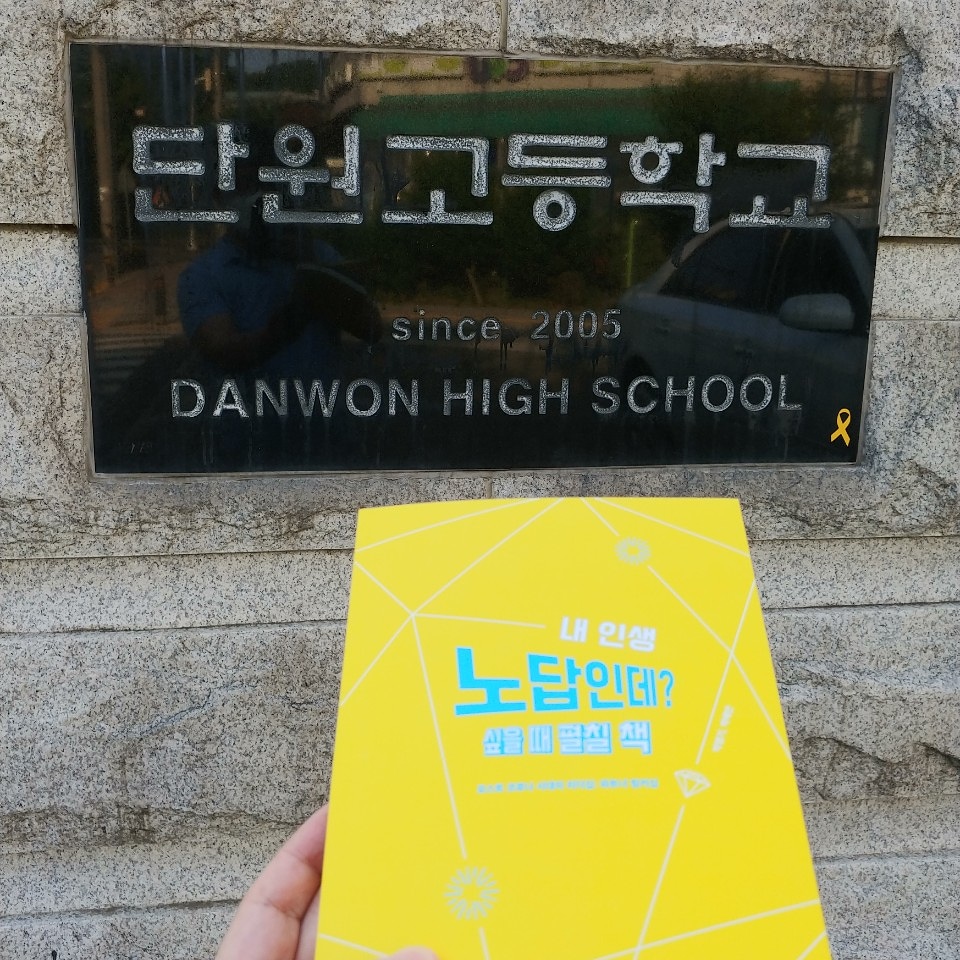 단원고등학교
since 2005
DANWON HIGH SCHOOL
내 인생
노답인데?
싶을 때 펼칠 책